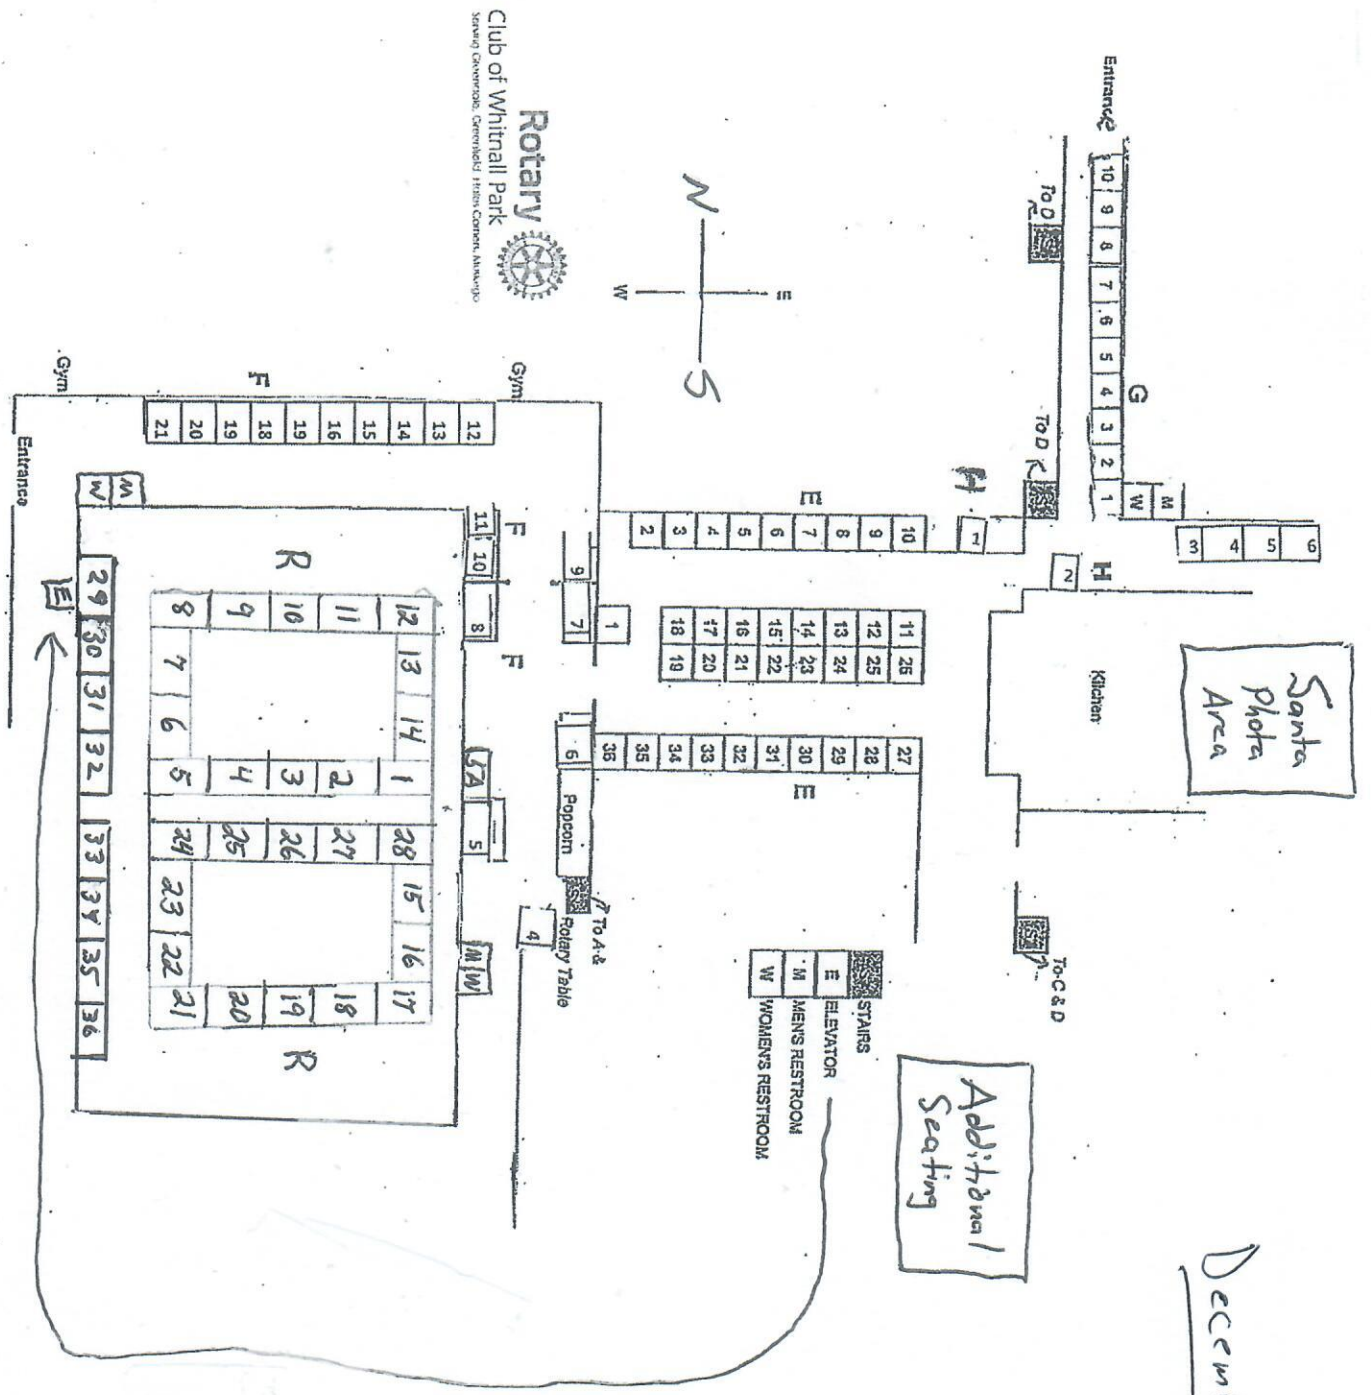 Decem
Santa
Photo
Area
Additional
Seating
Entrance
10 9 8 7 6 5 4 3 2 1
G
W M
To D
To D
3 4 5 6
H
1
H
2
Kitchen
To C & D
N
S
E
W
Rotary
Club of Whitnall Park
E
2 3 4 5 6 7 8 9 10
18 17 16 15 14 13 12 11
19 20 21 22 23 24 25 26
36 35 34 33 32 31 30 29 28 27
E
1
STAIRS
E ELEVATOR
M MEN'S RESTROOM
W WOMEN'S RESTROOM
9 7
6 Popcorn
To A &
Rotary Table
4
Gym
F
21 20 19 18 19 16 15 14 13 12
Gym
Entrance
W M
F
11 10 8
F
5A 5
M W
R
12 13 14 1 28 15 16 17
11 2 27 18
10 3 26 19
9 4 25 20
8 7 6 5 24 23 22 21
R
29 30 31 32 33 34 35 36
E